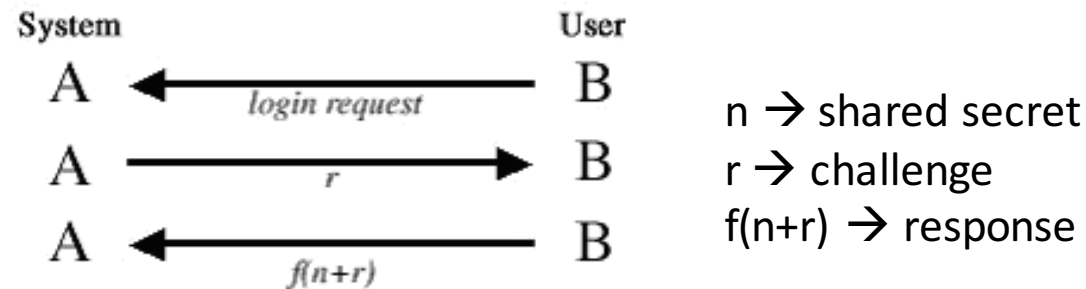 System User
A login request B
A r B
A f(n+r) B
n → shared secret
r → challenge
f(n+r) → response